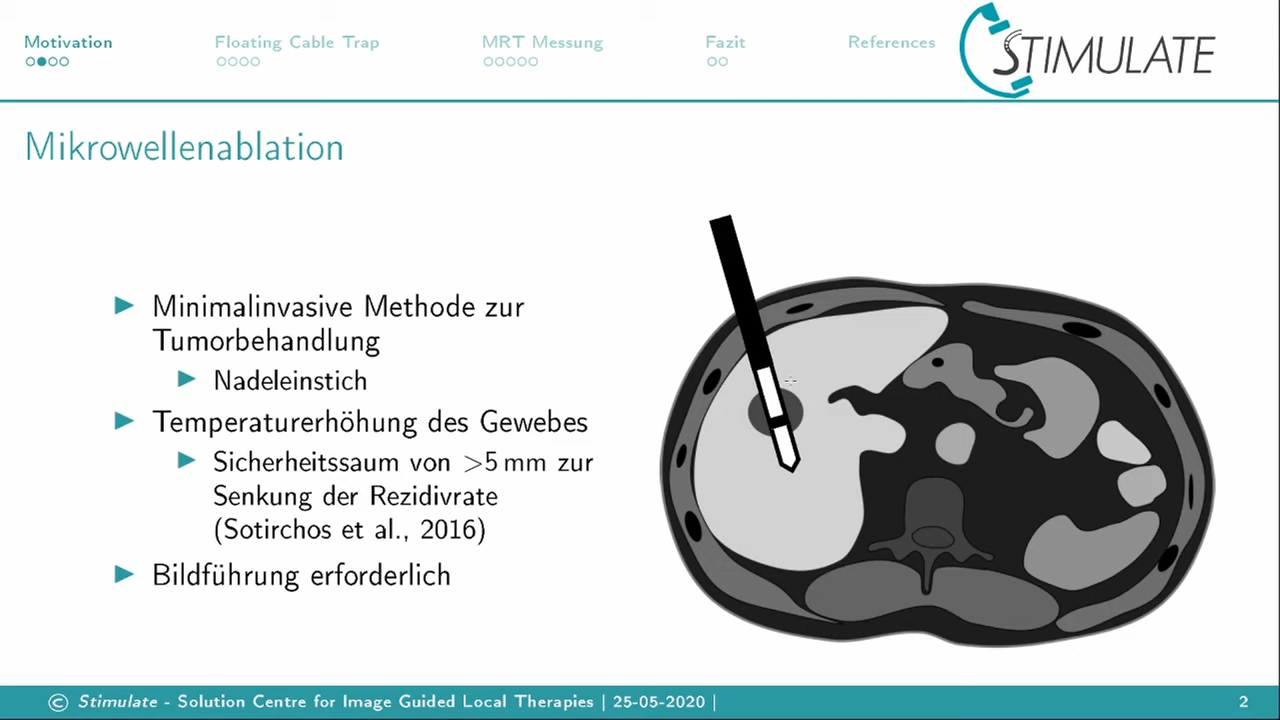 Motivation
Floating Cable Trap
MRT Messung
Fazit
References
STIMULATE
Mikrowellenablation
Minimalinvasive Methode zur
Tumorbehandlung
Nadeleinstich
Temperaturerhöhung des Gewebes
Sicherheitssaum von >5 mm zur
Senkung der Rezidivrate
(Sotirchos et al., 2016)
Bildführung erforderlich
© Stimulate - Solution Centre for Image Guided Local Therapies | 25-05-2020 |
2